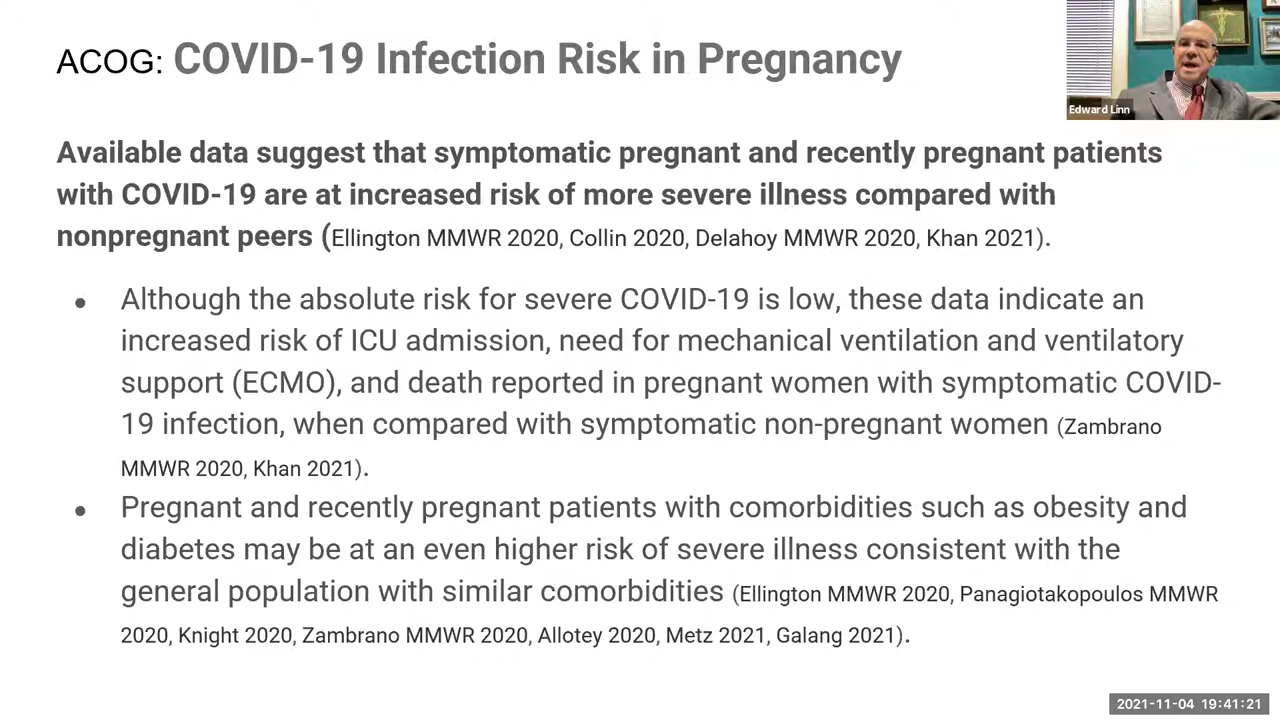 ACOG: COVID-19 Infection Risk in Pregnancy
Edward Linn
Available data suggest that symptomatic pregnant and recently pregnant patients
with COVID-19 are at increased risk of more severe illness compared with
nonpregnant peers (Ellington MMWR 2020, Collin 2020, Delahoy MMWR 2020, Khan 2021).
● Although the absolute risk for severe COVID-19 is low, these data indicate an
increased risk of ICU admission, need for mechanical ventilation and ventilatory
support (ECMO), and death reported in pregnant women with symptomatic COVID-
19 infection, when compared with symptomatic non-pregnant women (Zambrano
MMWR 2020, Khan 2021).
● Pregnant and recently pregnant patients with comorbidities such as obesity and
diabetes may be at an even higher risk of severe illness consistent with the
general population with similar comorbidities (Ellington MMWR 2020, Panagiotakopoulos MMWR
2020, Knight 2020, Zambrano MMWR 2020, Allotey 2020, Metz 2021, Galang 2021).
2021-11-04 19:41:21